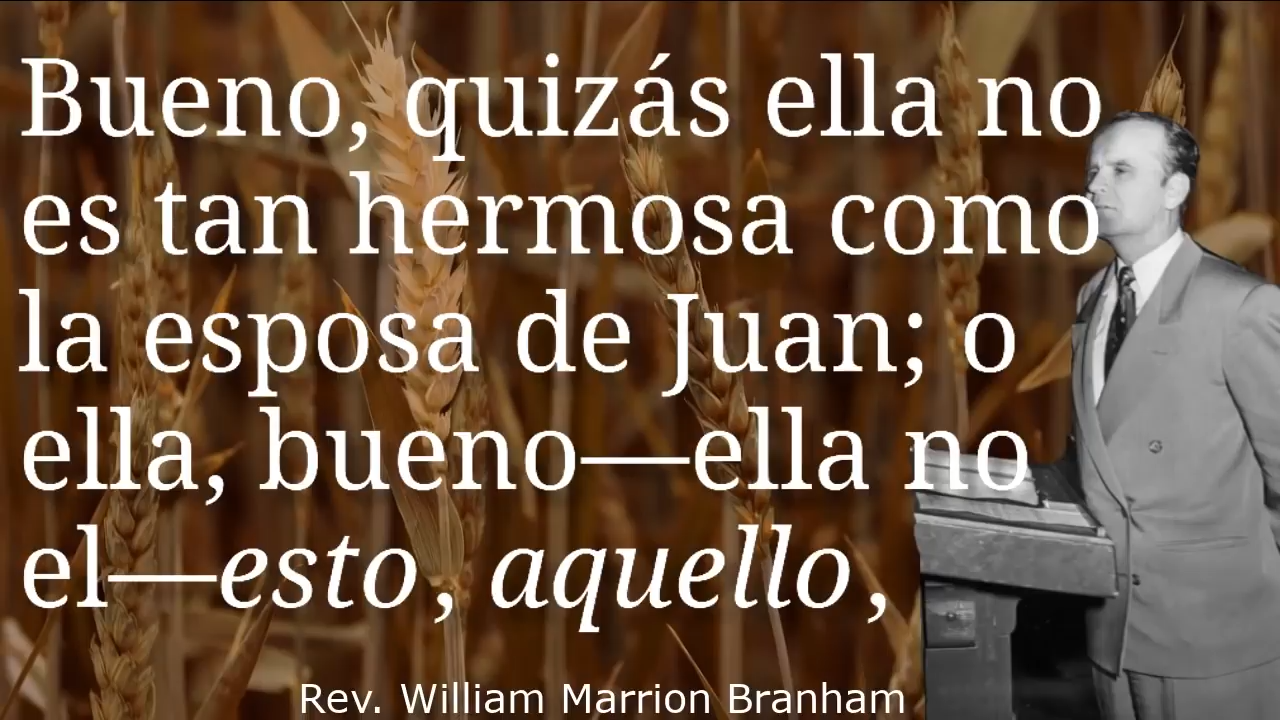 Bueno, quizás ella no
es tan hermosa como
la esposa de Juan; o
ella, bueno—ella no
el—esto, aquello,
Rev. William Marrion Branham